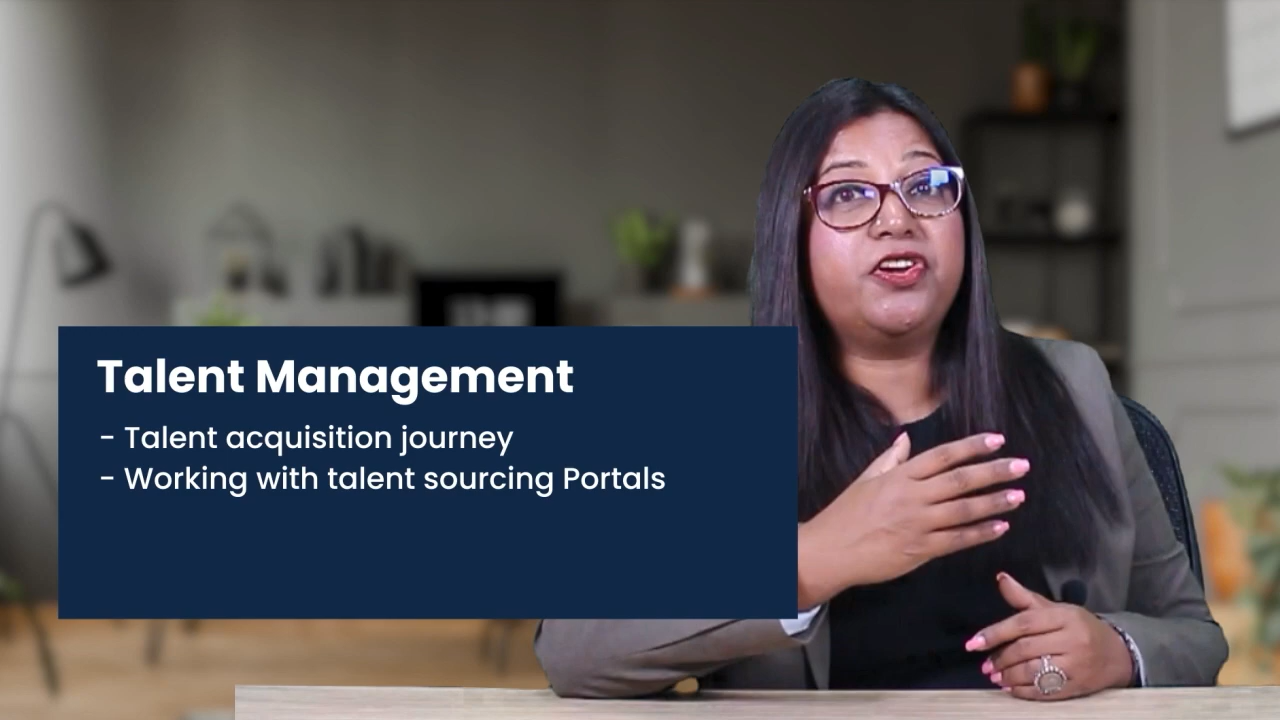 Talent Management
- Talent acquisition journey
- Working with talent sourcing Portals